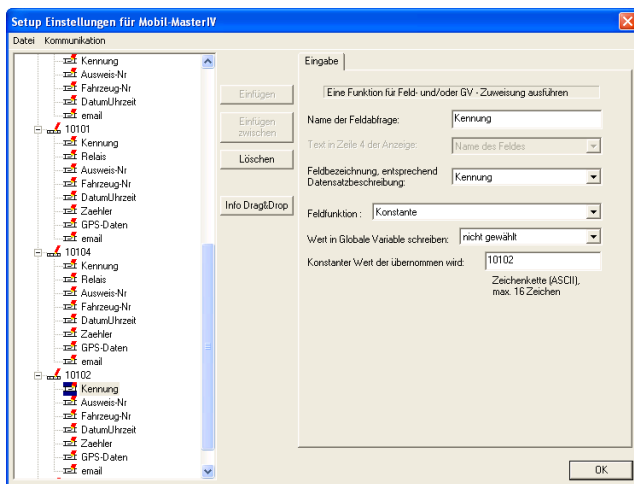 Setup Einstellungen für Mobil-MasterIV
Datei Kommunikation
Kennung
Ausweis-Nr
Fahrzeug-Nr
DatumUhrzeit
email
10101
Kennung
Relais
Ausweis-Nr
Fahrzeug-Nr
DatumUhrzeit
Zaehler
GPS-Daten
email
10104
Kennung
Relais
Ausweis-Nr
Fahrzeug-Nr
DatumUhrzeit
Zaehler
GPS-Daten
email
10102
Kennung
Ausweis-Nr
Fahrzeug-Nr
DatumUhrzeit
Zaehler
GPS-Daten
email
Einfügen
Einfügen
zwischen
Löschen
Info Drag&Drop
Eingabe
Eine Funktion für Feld- und/oder GV - Zuweisung ausführen
Name der Feldabfrage: Kennung
Text in Zeile 4 der Anzeige: Name des Feldes
Feldbezeichnung, entsprechend
Datensatzbeschreibung: Kennung
Feldfunktion: Konstante
Wert in Globale Variable schreiben: nicht gewählt
Konstanter Wert der übernommen wird: 10102
Zeichenkette (ASCII),
max. 16 Zeichen
OK